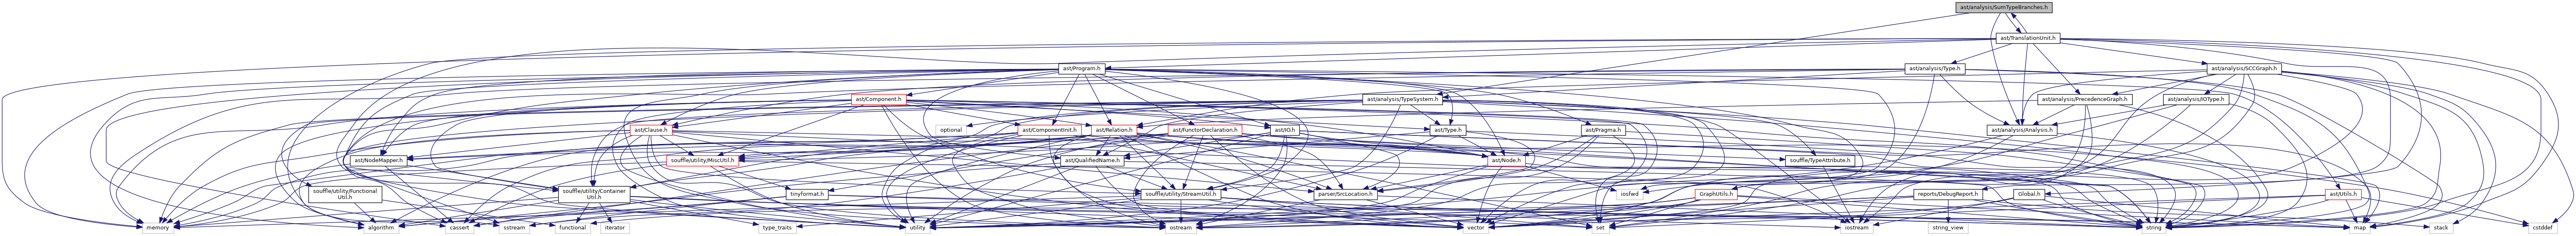 ast/analysis/SumTypeBranches.h
ast/TranslationUnit.h
ast/Program.h
ast/analysis/Type.h
ast/analysis/SCCGraph.h
ast/Component.h
ast/analysis/TypeSystem.h
ast/analysis/PrecedenceGraph.h
ast/analysis/IOType.h
optional
ast/Clause.h
ast/ComponentInit.h
ast/Relation.h
ast/FunctorDeclaration.h
ast/IO.h
ast/Type.h
ast/Pragma.h
ast/analysis/Analysis.h
ast/NodeMapper.h
souffle/utility/MiscUtil.h
ast/QualifiedName.h
ast/Node.h
souffle/TypeAttribute.h
souffle/utility/Functional
Util.h
souffle/utility/Container
Util.h
tinyformat.h
souffle/utility/StreamUtil.h
parser/SrcLocation.h
iosfwd
GraphUtils.h
reports/DebugReport.h
Global.h
ast/Utils.h
memory
algorithm
cassert
sstream
functional
iterator
type_traits
utility
ostream
vector
set
iostream
string_view
string
map
stack
cstddef